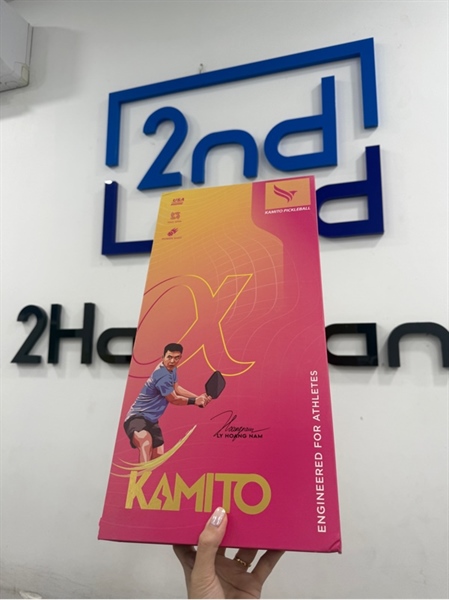 2nd
KAMITO PICKLEBALL
α
2Ha
an
LY HOANG NAM
KAMITO
ENGINEERED FOR ATHLETES